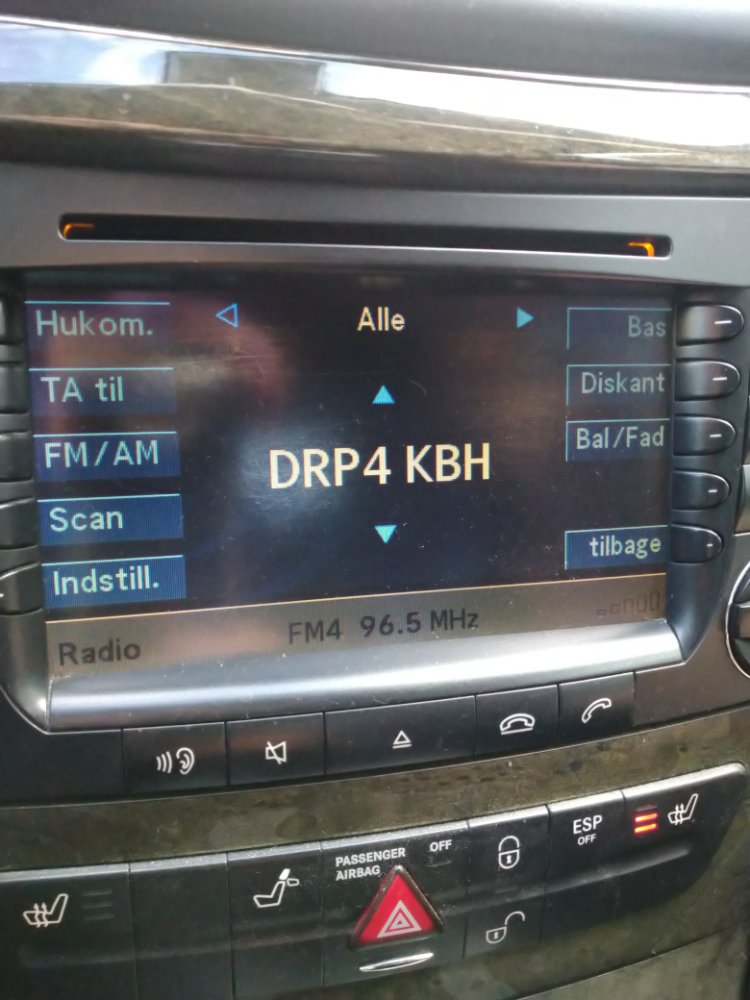 Hukom.
Alle
Bas
TA til
Diskant
FM/AM
Bal/Fad
DRP4 KBH
Scan
tilbage
Indstill.
Radio
FM4 96.5 MHz
PASSENGER
AIRBAG
OFF
ESP
OFF